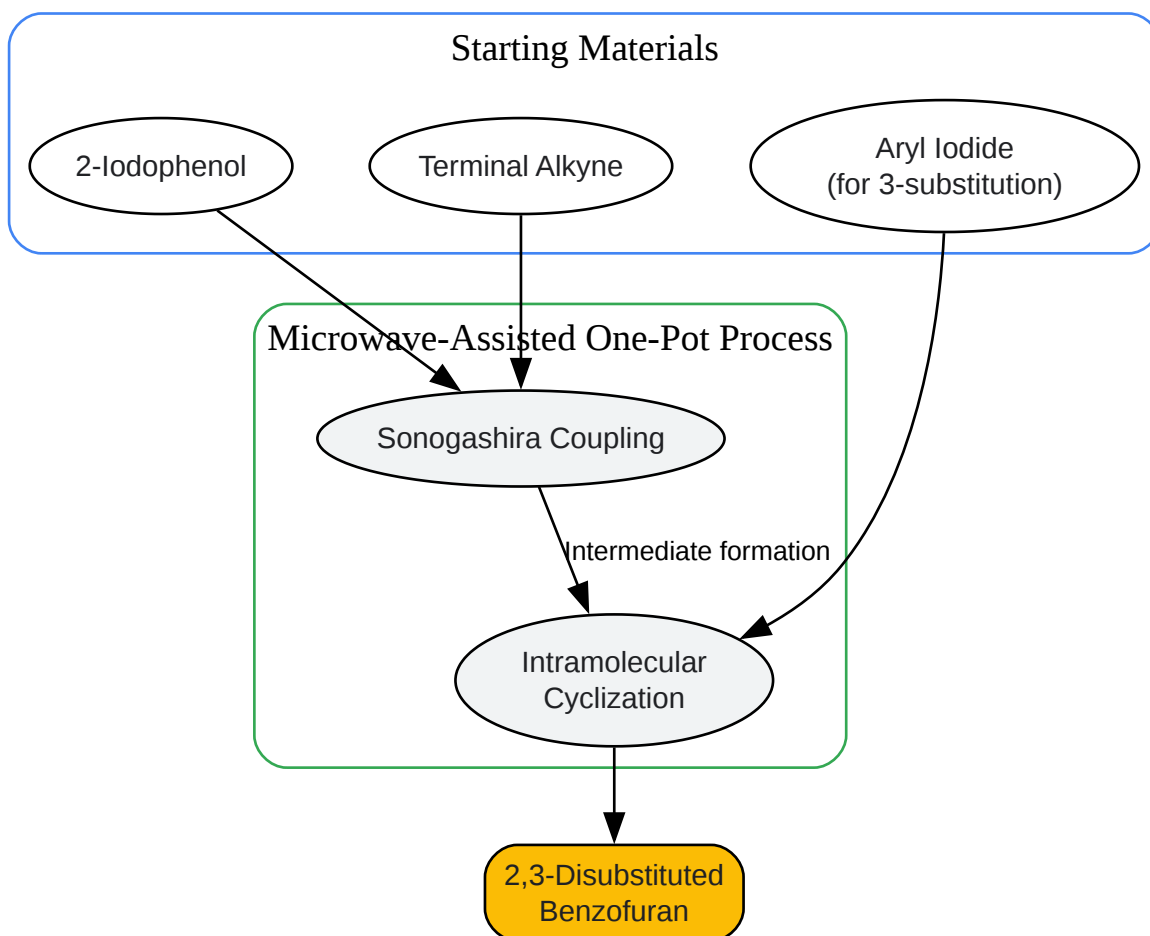 Starting Materials
2-Iodophenol
Terminal Alkyne
Aryl Iodide
(for 3-substitution)
Microwave-Assisted One-Pot Process
Sonogashira Coupling
Intermediate formation
Intramolecular
Cyclization
2,3-Disubstituted
Benzofuran